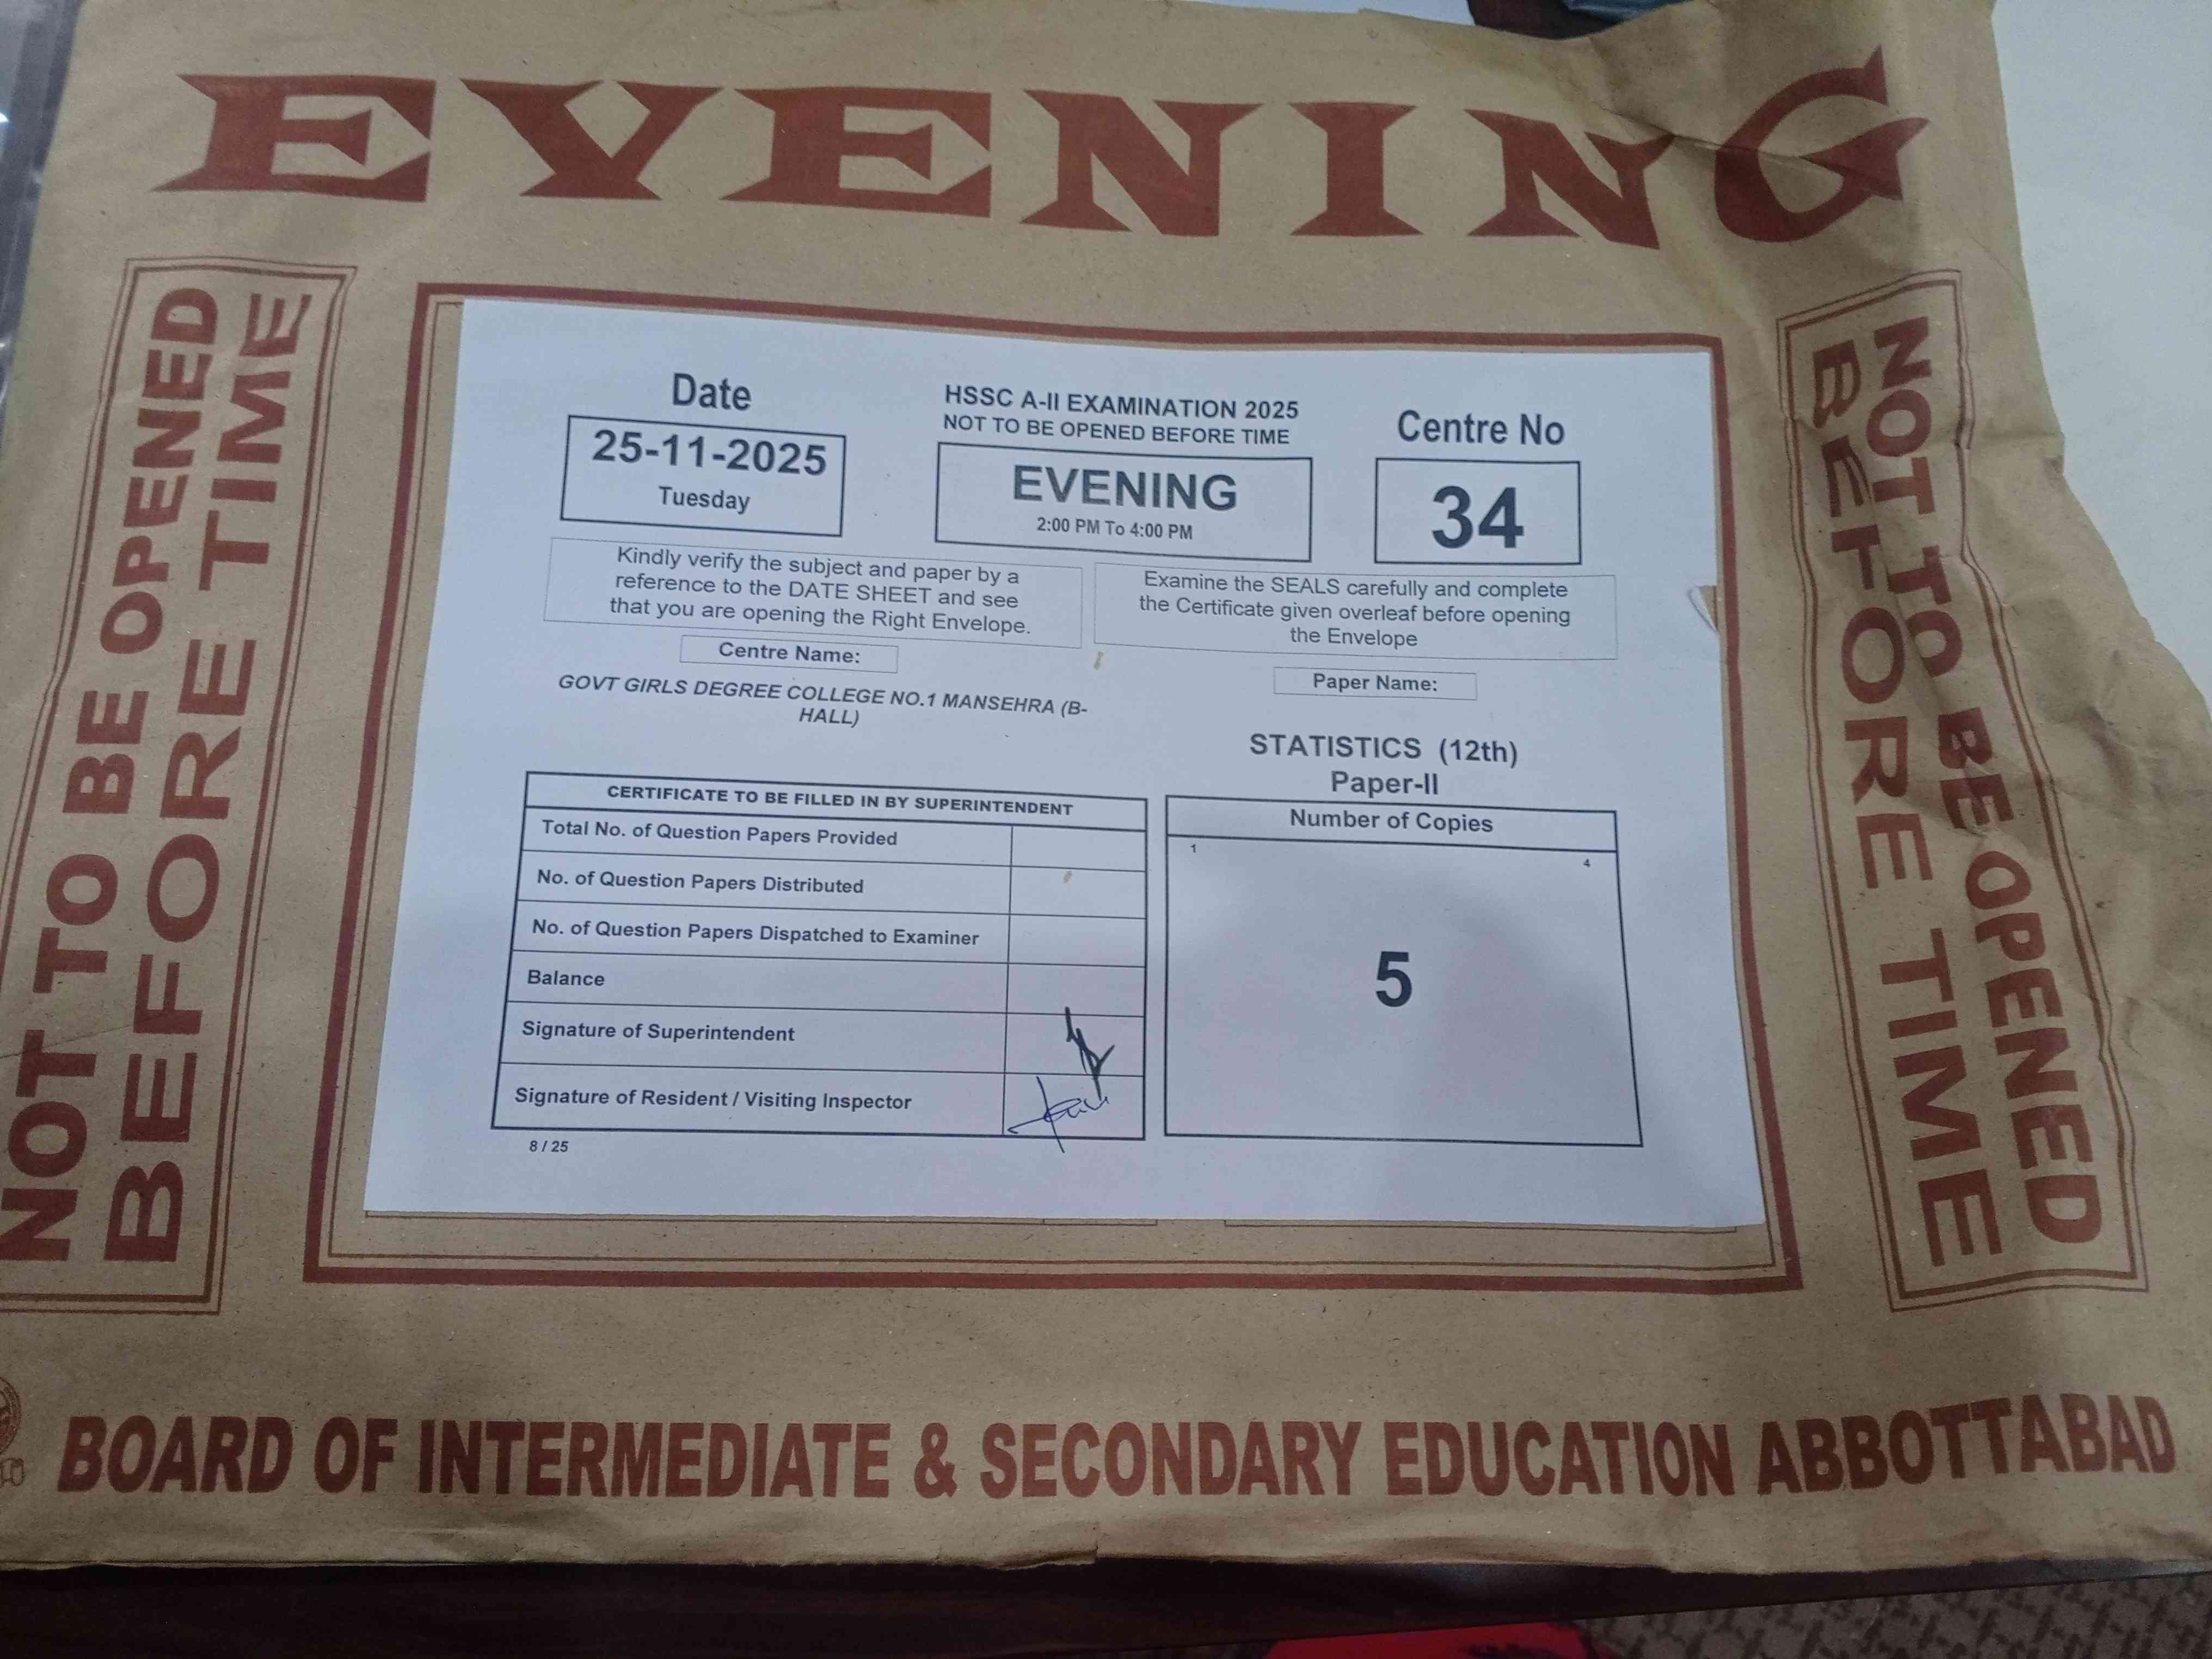 EVENING
NOT TO BE OPENED
BEFORE TIME
Date
25-11-2025
Tuesday
HSSC A-II EXAMINATION 2025
NOT TO BE OPENED BEFORE TIME
EVENING
2:00 PM To 4:00 PM
Centre No
34
Kindly verify the subject and paper by a
reference to the DATE SHEET and see
that you are opening the Right Envelope.
Examine the SEALS carefully and complete
the Certificate given overleaf before opening
the Envelope
Centre Name:
GOVT GIRLS DEGREE COLLEGE NO.1 MANSEHRA (B-
HALL)
Paper Name:
STATISTICS (12th)
Paper-II
CERTIFICATE TO BE FILLED IN BY SUPERINTENDENT
Total No. of Question Papers Provided
No. of Question Papers Distributed
No. of Question Papers Dispatched to Examiner
Balance
Signature of Superintendent
Signature of Resident / Visiting Inspector
8 / 25
Number of Copies
1 4
5
NOT TO BE OPENED
BEFORE TIME
BOARD OF INTERMEDIATE & SECONDARY EDUCATION ABBOTTABAD